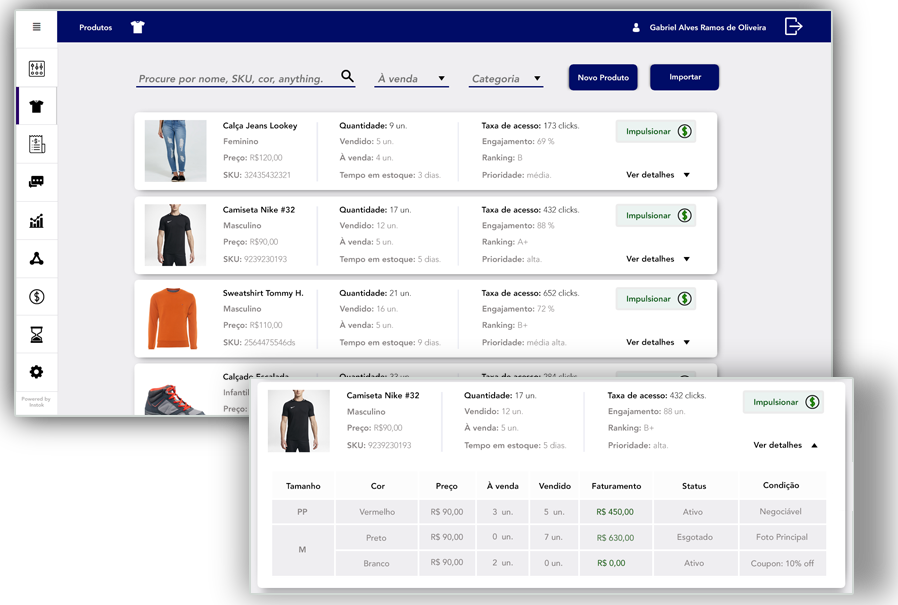 Produtos
Gabriel Alves Ramos de Oliveira
Procure por nome, SKU, cor, anything.
À venda
Categoria
Novo Produto
Importar
Calça Jeans Lookey
Feminino
Preço: R$120,00
SKU: 32435432321
Quantidade: 9 un.
Vendido: 5 un.
À venda: 4 un.
Tempo em estoque: 3 dias.
Taxa de acesso: 173 clicks.
Engajamento: 69 %
Ranking: B
Prioridade: média.
Impulsionar
Ver detalhes
Camiseta Nike #32
Masculino
Preço: R$90,00
SKU: 9239230193
Quantidade: 17 un.
Vendido: 12 un.
À venda: 5 un.
Tempo em estoque: 5 dias.
Taxa de acesso: 432 clicks.
Engajamento: 88 %
Ranking: A+
Prioridade: alta.
Impulsionar
Ver detalhes
Sweatshirt Tommy H.
Masculino
Preço: R$110,00
SKU: 2564475546ds
Quantidade: 21 un.
Vendido: 16 un.
À venda: 5 un.
Tempo em estoque: 9 dias.
Taxa de acesso: 652 clicks.
Engajamento: 72 %
Ranking: B+
Prioridade: média alta.
Impulsionar
Ver detalhes
Calçado Escalada
Infantil
Preço:
Quantidade: 33 un.
Taxa de acesso: 284 clicks.
Powered by
Camiseta Nike #32
Masculino
Preço: R$90,00
SKU: 9239230193
Quantidade: 17 un.
Vendido: 12 un.
À venda: 5 un.
Tempo em estoque: 5 dias.
Taxa de acesso: 432 clicks.
Engajamento: 88 un.
Ranking: B+
Prioridade: alta.
Impulsionar
Ver detalhes
Tamanho Cor Preço À venda Vendido Faturamento Status Condição
PP Vermelho R$ 90,00 3 un. 5 un. R$ 450,00 Ativo Negociável
M Preto R$ 90,00 0 un. 7 un. R$ 630,00 Esgotado Foto Principal
Branco R$ 90,00 2 un. 0 un. R$ 0,00 Ativo Coupon: 10% off